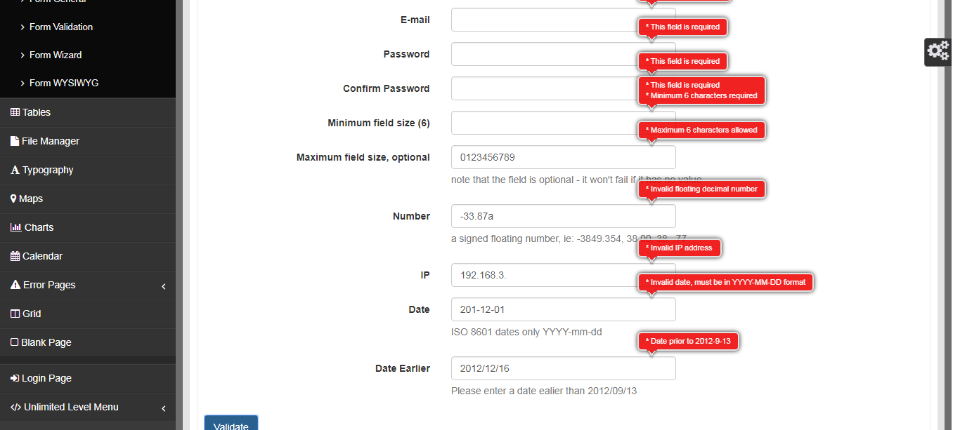 Form General
Form Validation
Form Wizard
Form WYSIWYG
Tables
File Manager
Typography
Maps
Charts
Calendar
Error Pages
Grid
Blank Page
Login Page
Unlimited Level Menu
E-mail
* This field is required
Password
* This field is required
Confirm Password
* This field is required
* Minimum 6 characters required
Minimum field size (6)
* Maximum 6 characters allowed
Maximum field size, optional
0123456789
note that the field is optional - it won't fail if it has no value
* Invalid floating decimal number
Number
-33.87a
a signed floating number, ie: -3849.354, 38.00, 38, .77
* Invalid IP address
IP
192.168.3.
* Invalid date, must be in YYYY-MM-DD format
Date
201-12-01
ISO 8601 dates only YYYY-mm-dd
* Date prior to 2012-9-13
Date Earlier
2012/12/16
Please enter a date ealier than 2012/09/13
Validate